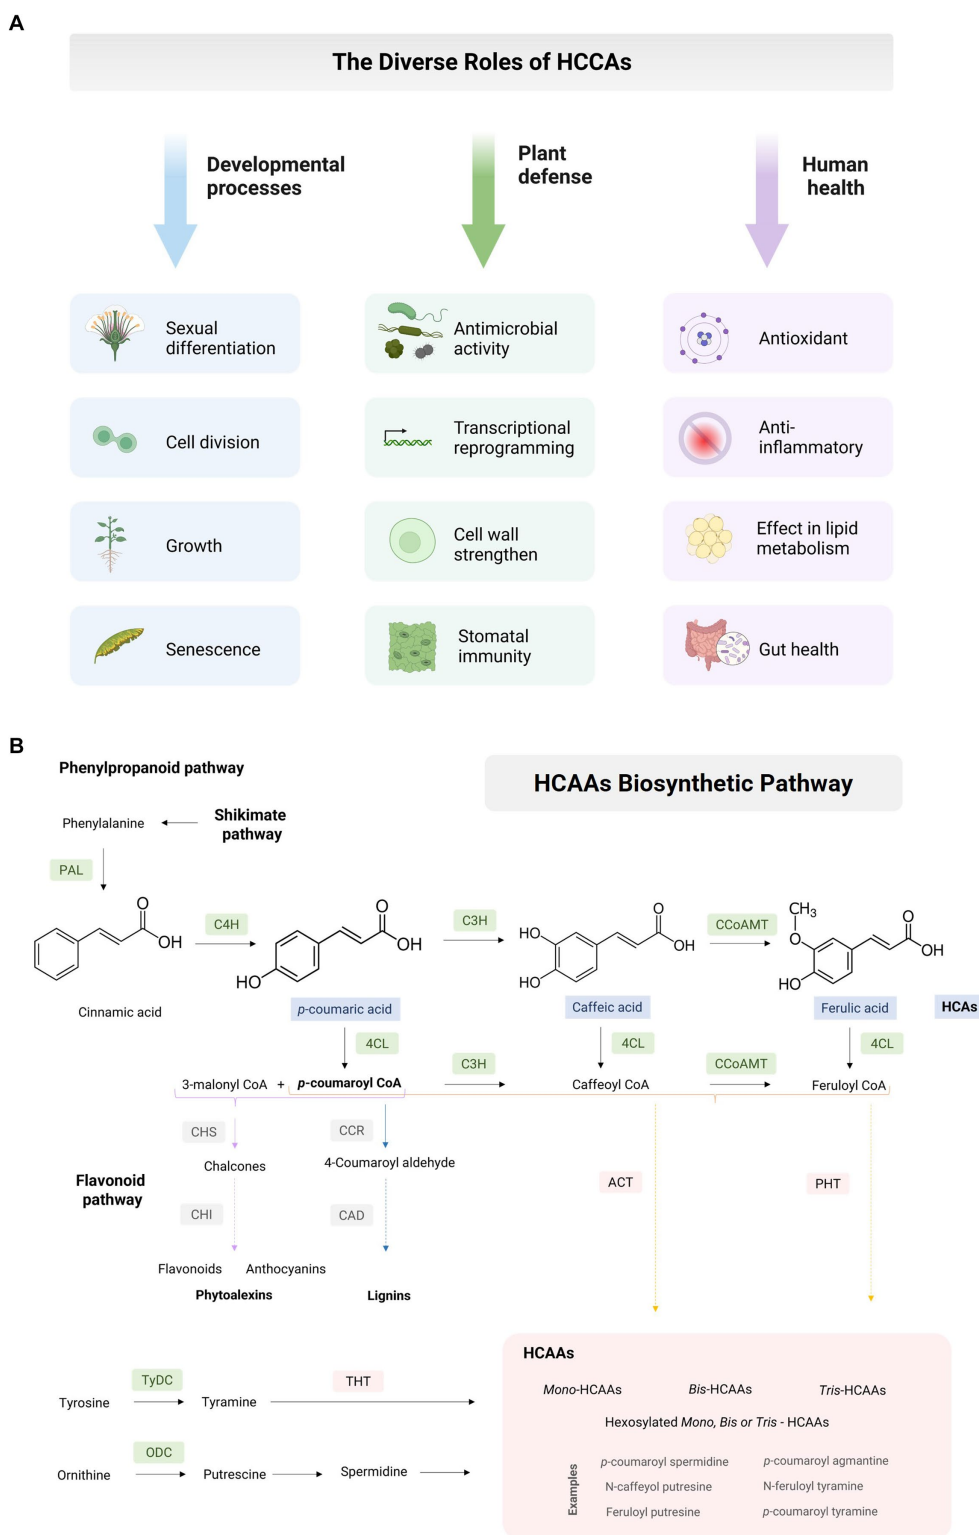 A
The Diverse Roles of HCCAs
Developmental
processes
Plant
defense
Human
health
Sexual
differentiation
Antimicrobial
activity
Antioxidant
Cell division
Transcriptional
reprogramming
Anti-
inflammatory
Growth
Cell wall
strengthen
Effect in lipid
metabolism
Senescence
Stomatal
immunity
Gut health
B
Phenylpropanoid pathway
HCAAs Biosynthetic Pathway
Phenylalanine
Shikimate
pathway
PAL
O
OH
C4H
O
OH
HO
C3H
O
OH
HO
HO
CCoAMT
CH3
O
O
OH
HO
Cinnamic acid
p-coumaric acid
Caffeic acid
Ferulic acid
HCAs
4CL
4CL
4CL
3-malonyl CoA + p-coumaroyl CoA
C3H
Caffeoyl CoA
CCoAMT
Feruloyl CoA
CHS
CCR
Chalcones
4-Coumaroyl aldehyde
Flavonoid
pathway
ACT
PHT
CHI
CAD
Flavonoids
Anthocyanins
Phytoalexins
Lignins
HCAAs
Mono-HCAAs
Bis-HCAAs
Tris-HCAAs
Hexosylated Mono, Bis or Tris - HCAAs
Examples
p-coumaroyl spermidine
p-coumaroyl agmantine
N-caffeyol putresine
N-feruloyl tyramine
Feruloyl putresine
p-coumaroyl tyramine
Tyrosine
TyDC
Tyramine
THT
Ornithine
ODC
Putrescine
Spermidine